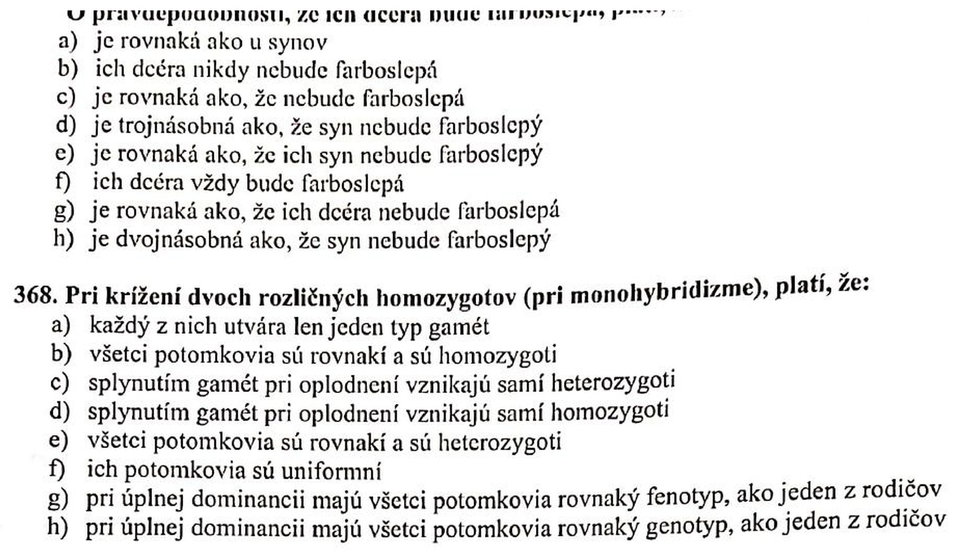 O pravdepodobnosti, že ich dcéra bude farboslepá,
a) je rovnaká ako u synov
b) ich dcéra nikdy nebude farboslepá
c) je rovnaká ako, že nebude farboslepá
d) je trojnásobná ako, že syn nebude farboslepý
e) je rovnaká ako, že ich syn nebude farboslepý
f) ich dcéra vždy bude farboslepá
g) je rovnaká ako, že ich dcéra nebude farboslepá
h) je dvojnásobná ako, že syn nebude farboslepý
368. Pri krížení dvoch rozličných homozygotov (pri monohybridizme), platí, že:
a) každý z nich utvára len jeden typ gamét
b) všetci potomkovia sú rovnakí a sú homozygoti
c) splynutím gamét pri oplodnení vznikajú samí heterozygoti
d) splynutím gamét pri oplodnení vznikajú samí homozygoti
e) všetci potomkovia sú rovnakí a sú heterozygoti
f) ich potomkovia sú uniformní
g) pri úplnej dominancii majú všetci potomkovia rovnaký fenotyp, ako jeden z rodičov
h) pri úplnej dominancii majú všetci potomkovia rovnaký genotyp, ako jeden z rodičov